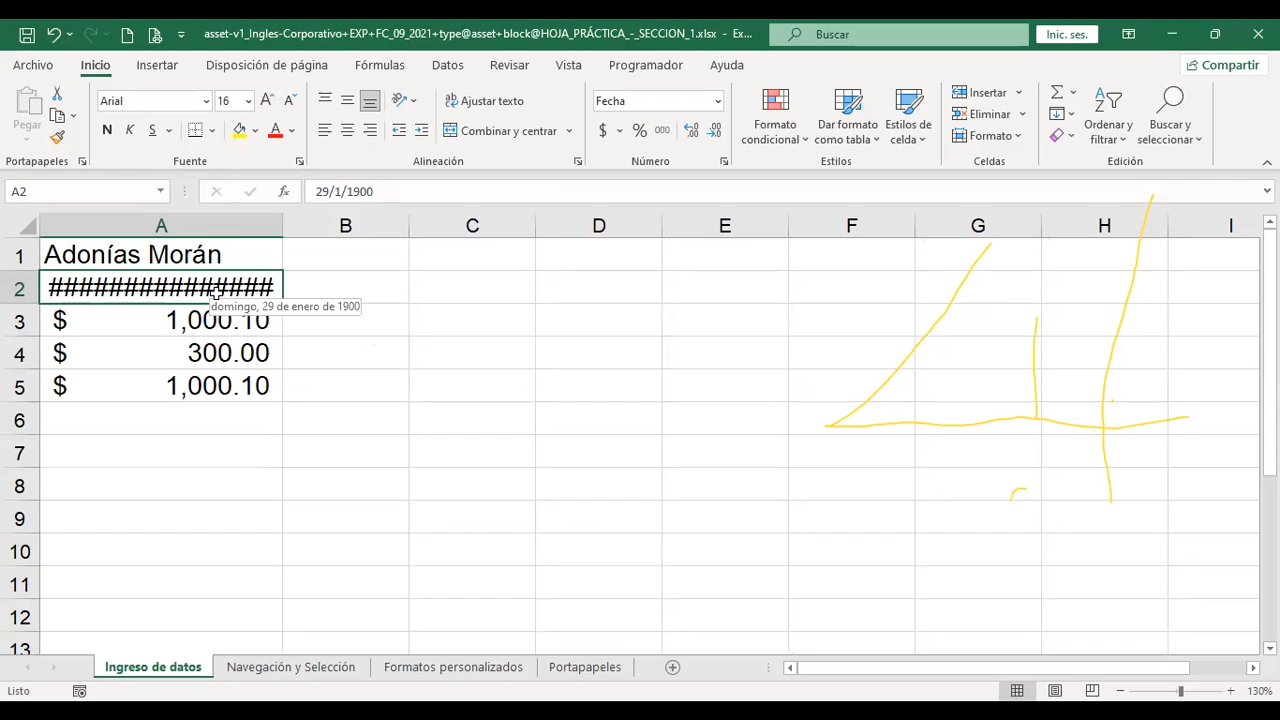 asset-v1_Ingles-Corporativo+EXP+FC_09_2021+type@asset+block@HOJA_PRÁCTICA_-_SECCION_1.xlsx - Ex...
Buscar
Inic. ses.
Archivo Inicio Insertar Disposición de página Fórmulas Datos Revisar Vista Programador Ayuda
Compartir
Pegar
Arial 16
N K S
Ajustar texto
Combinar y centrar
Fecha
$ % 000
Formato condicional
Dar formato como tabla
Estilos de celda
Insertar
Eliminar
Formato
Ordenar y filtrar
Buscar y seleccionar
Portapapeles Fuente Alineación Número Estilos Celdas Edición
A2 fx 29/1/1900
A B C D E F G H I
1 Adonías Morán
2 ###############
domingo, 29 de enero de 1900
3 $ 1,000.10
4 $ 300.00
5 $ 1,000.10
6
7
8
9
10
11
12
13
Ingreso de datos Navegación y Selección Formatos personalizados Portapapeles
Listo
130%